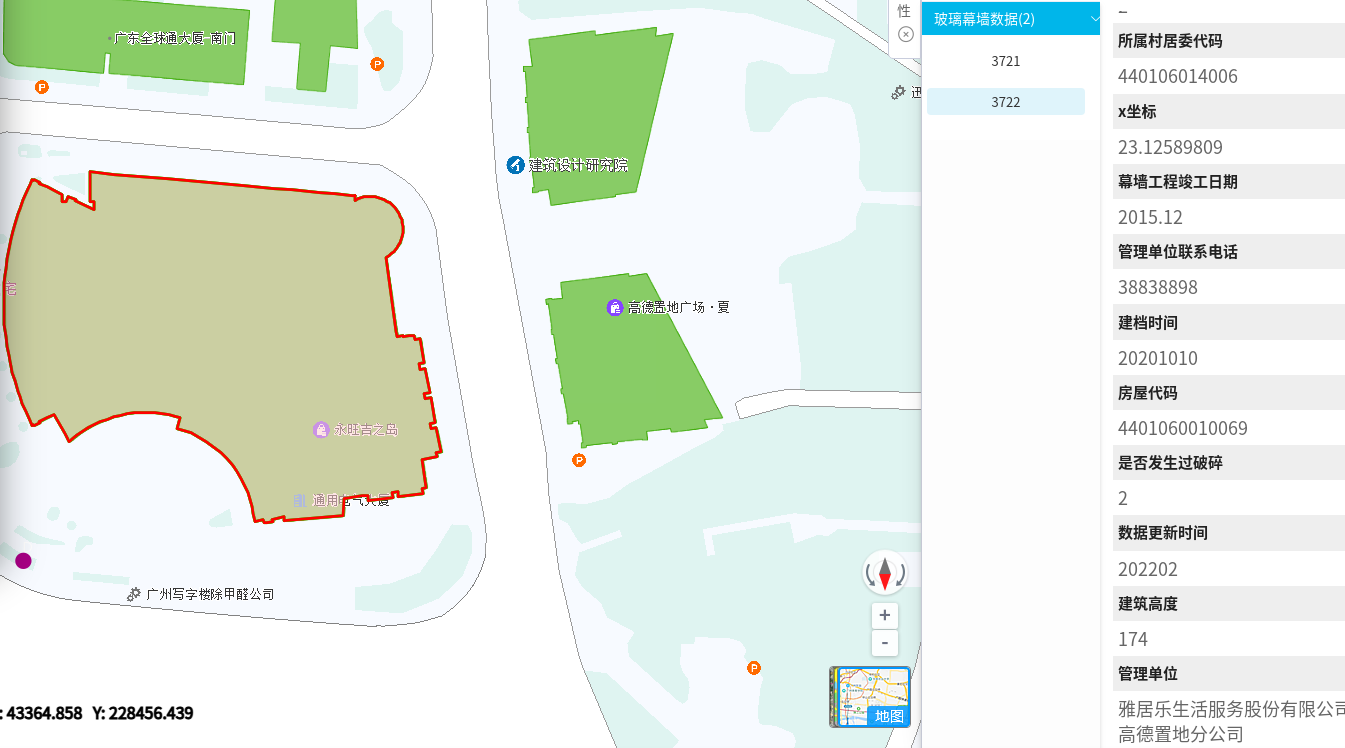 广东全球通大厦-南门
P
P
建筑设计研究院
宅
高德置地广场·夏
永旺吉之岛
P
通用电气大厦
广州写字楼除甲醛公司
P
: 43364.858 Y: 228456.439
性
迅
+
-
地图
玻璃幕墙数据(2)
3721
3722
所属村居委代码
440106014006
x坐标
23.12589809
幕墙工程竣工日期
2015.12
管理单位联系电话
38838898
建档时间
20201010
房屋代码
4401060010069
是否发生过破碎
2
数据更新时间
202202
建筑高度
174
管理单位
雅居乐生活服务股份有限公司
高德置地分公司